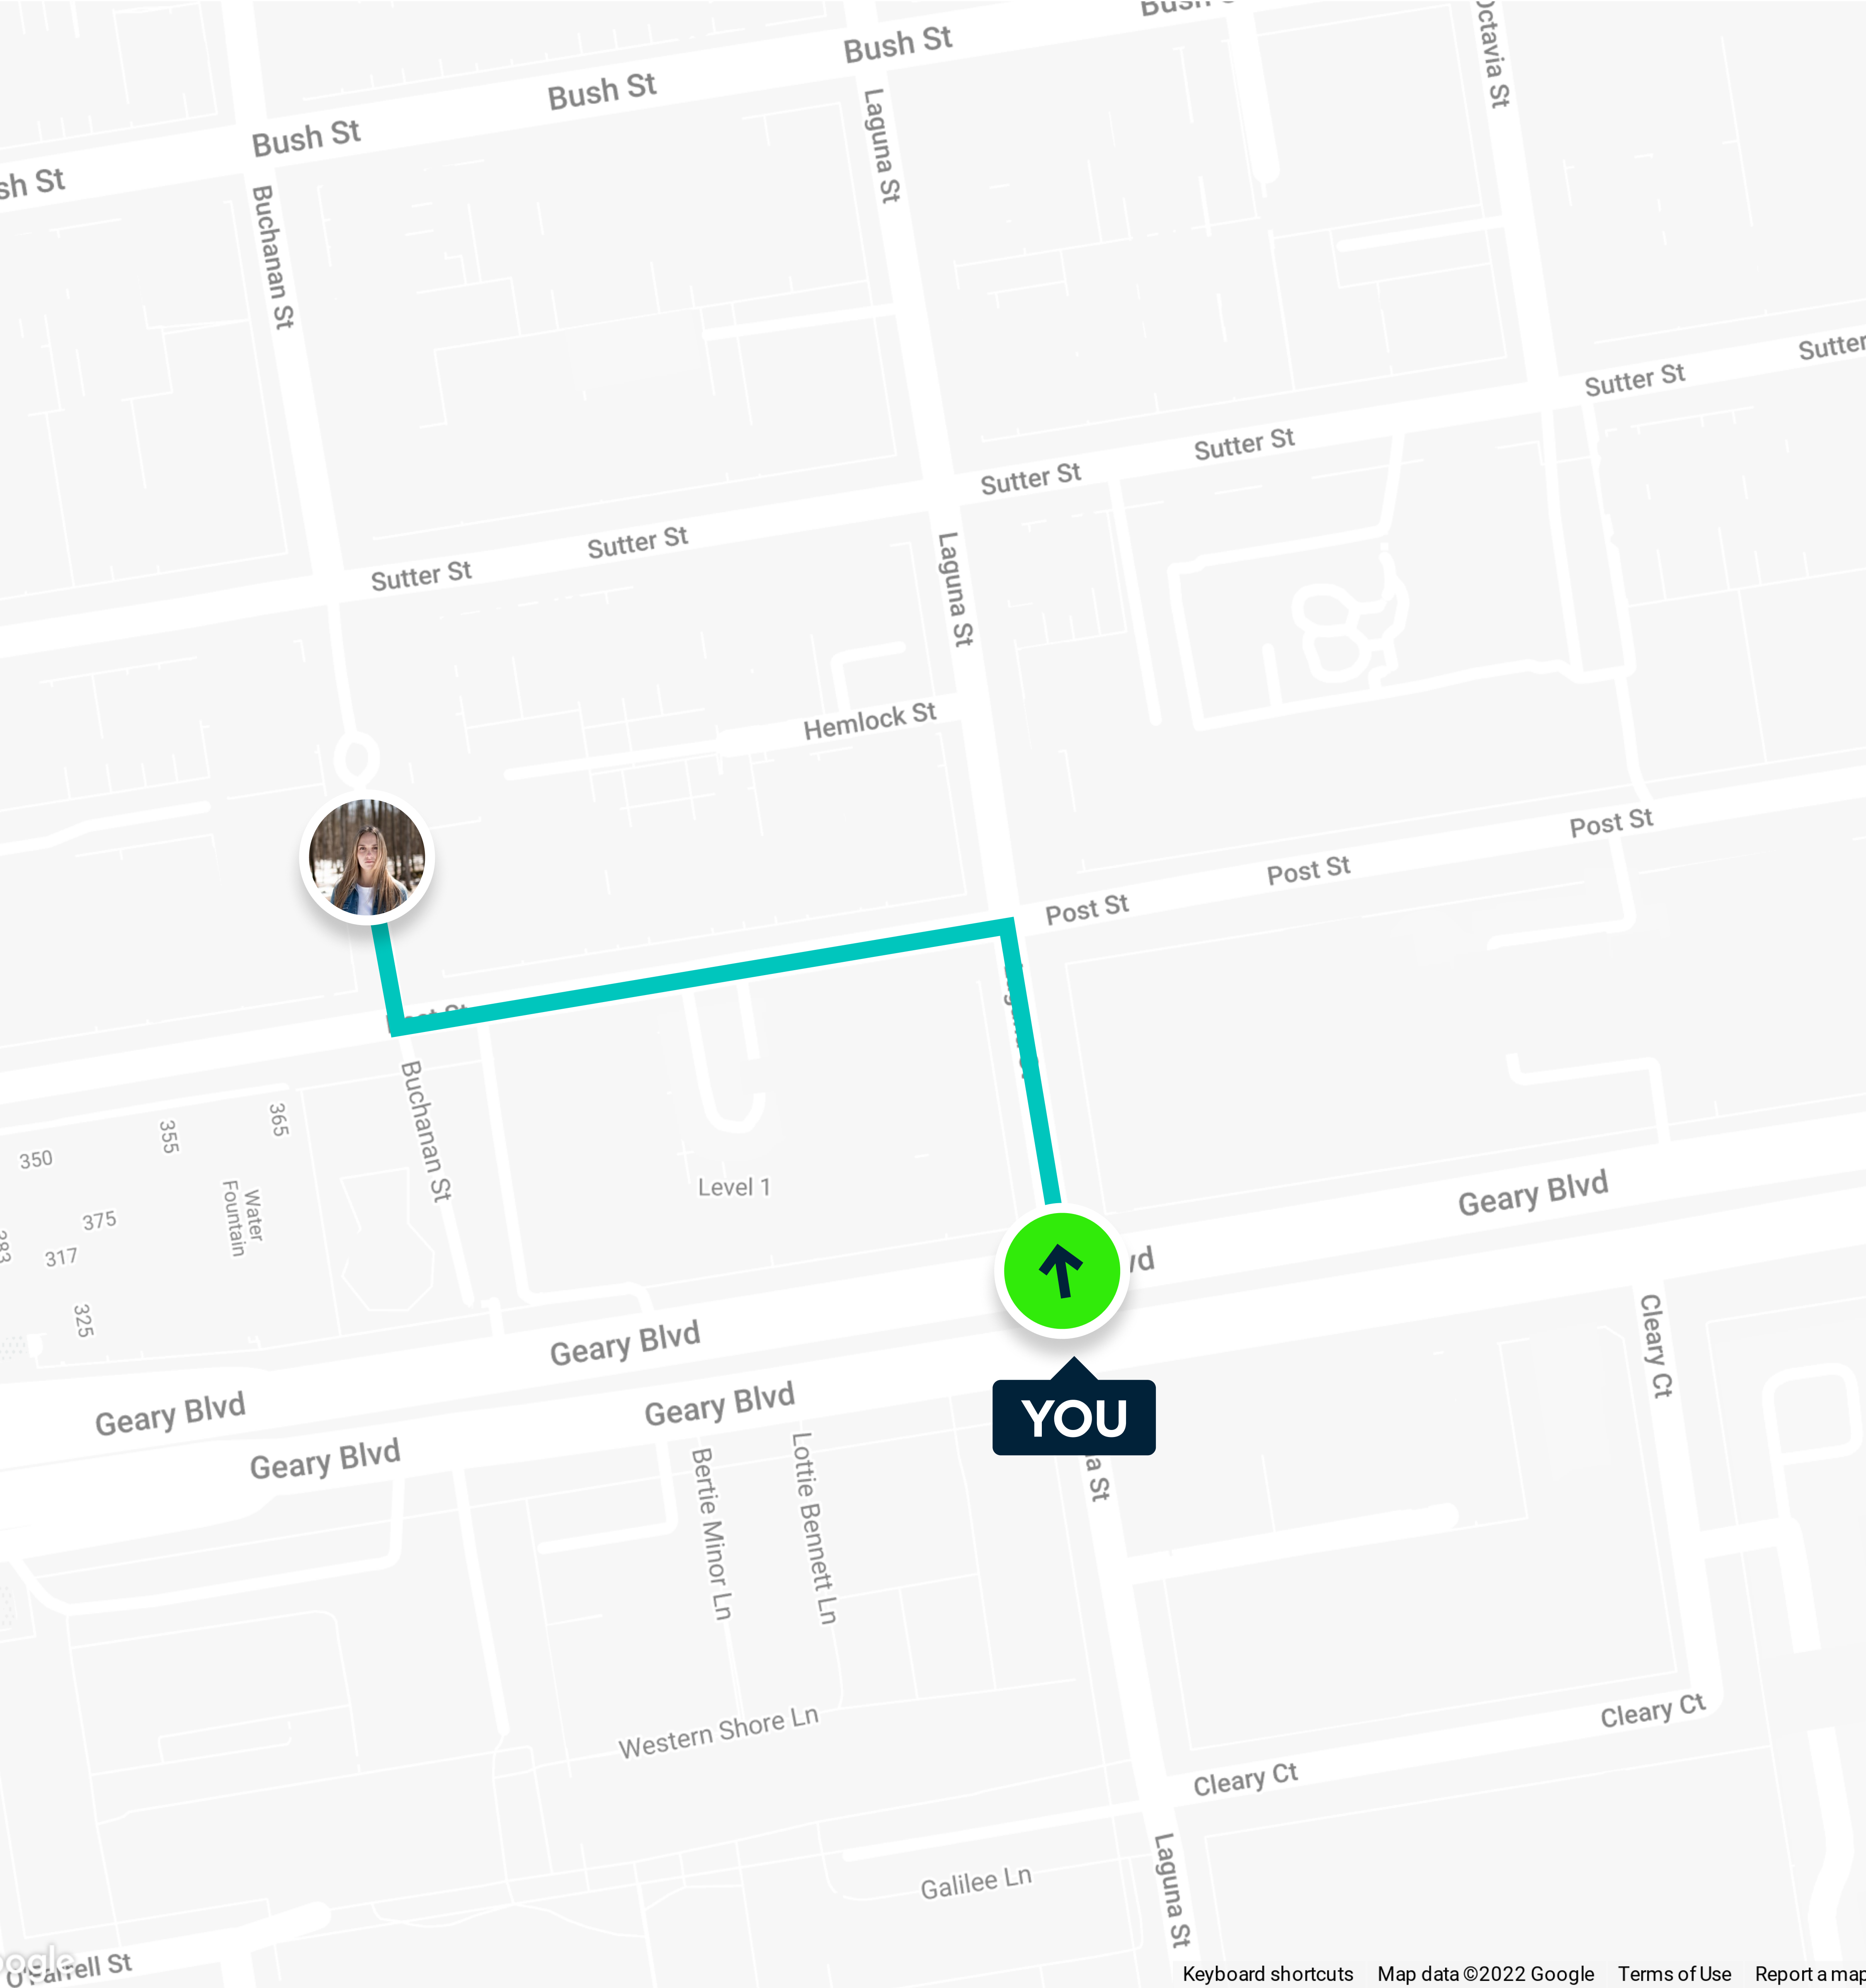 Bush St
Bush St
Bush St
Octavia St
Laguna St
Buchanan St
Sutter
Sutter St
Sutter St
Sutter St
Sutter St
Sutter St
Laguna St
Hemlock St
Post St
Post St
Post St
Buchanan St
365
355
350
Level 1
Water
Fountain
375
317
383
325
Geary Blvd
Geary Blvd
Geary Blvd
Geary Blvd
Geary Blvd
Cleary Ct
YOU
Bertie Minor Ln
Lottie Bennett Ln
St
Western Shore Ln
Cleary Ct
Cleary Ct
Laguna St
Galilee Ln
O'Farrell St
Keyboard shortcuts
Map data ©2022 Google
Terms of Use
Report a map